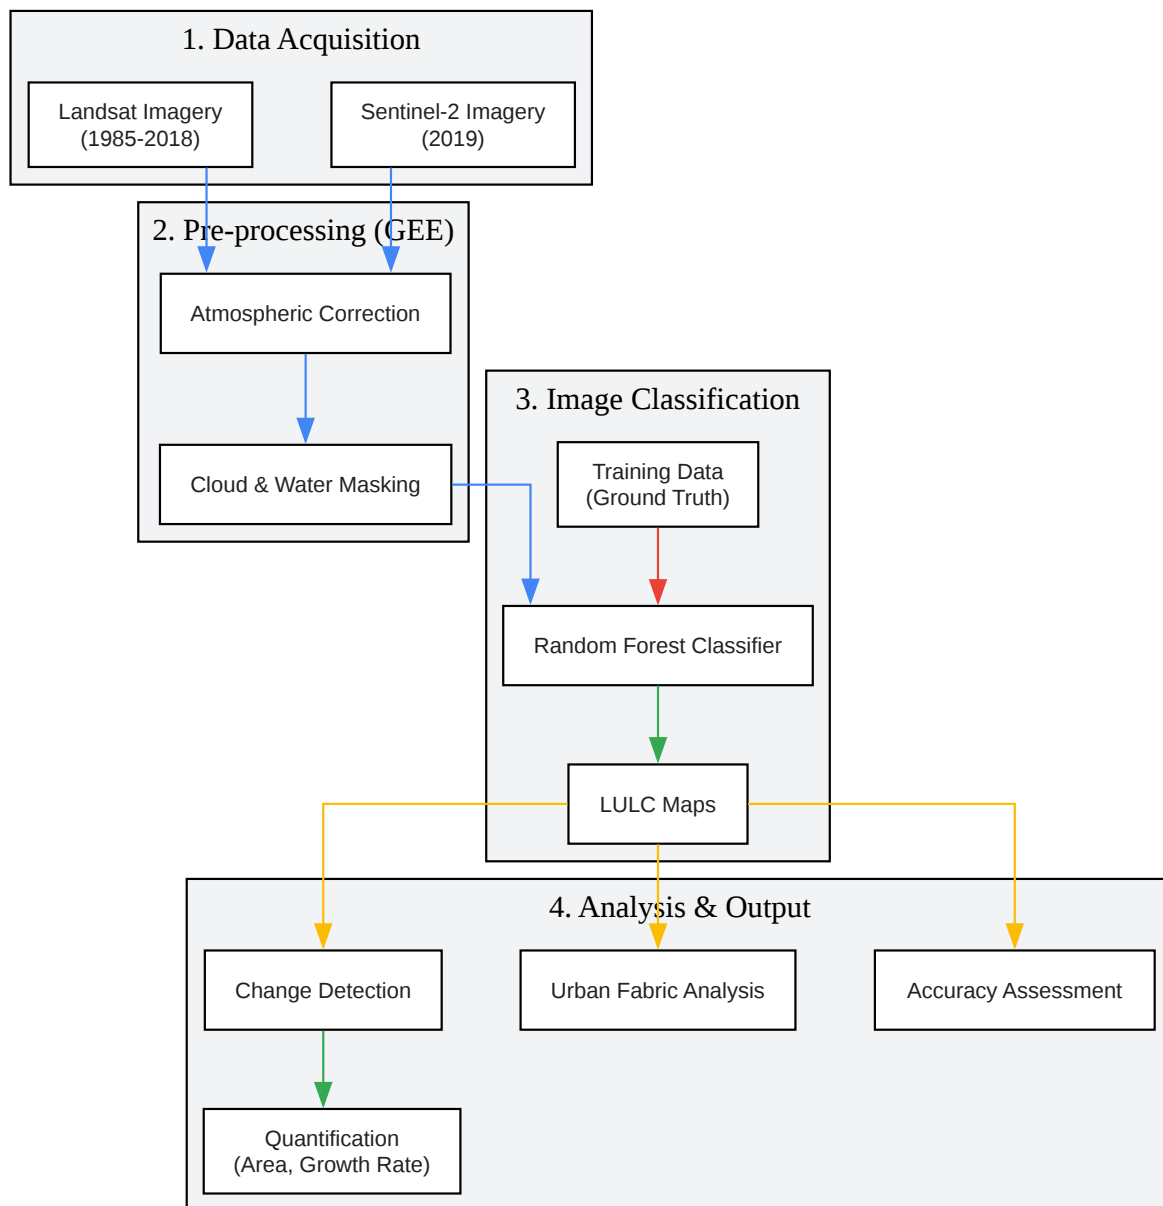 1. Data Acquisition
Landsat Imagery
(1985-2018)
Sentinel-2 Imagery
(2019)
2. Pre-processing (GEE)
Atmospheric Correction
Cloud & Water Masking
3. Image Classification
Training Data
(Ground Truth)
Random Forest Classifier
LULC Maps
4. Analysis & Output
Change Detection
Urban Fabric Analysis
Accuracy Assessment
Quantification
(Area, Growth Rate)